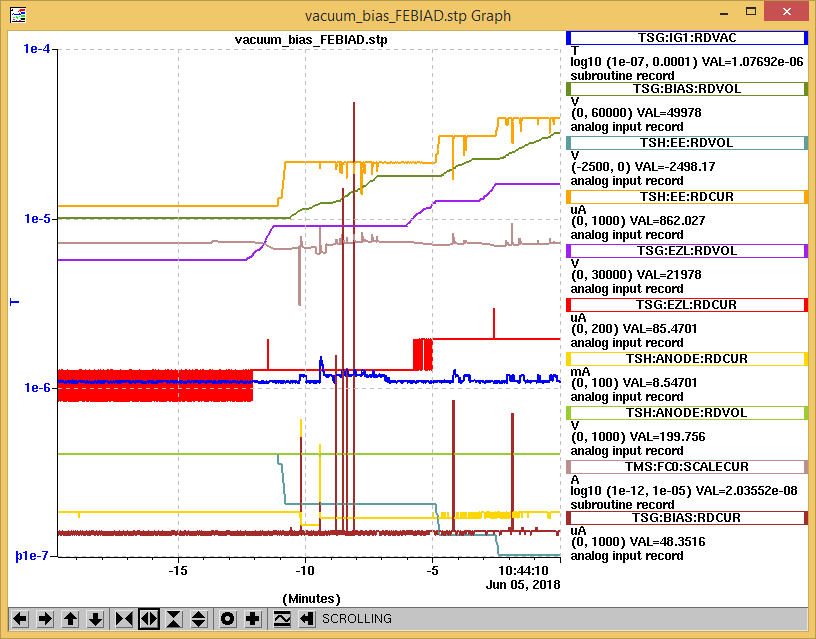 vacuum_bias_FEBIAD.stp Graph
vacuum_bias_FEBIAD.stp
1e-4
1e-5
T
1e-6
1e-7
-15
-10
-5
10:44:10
Jun 05, 2018
(Minutes)
TSG:IG1:RDVAC
T
log10 (1e-07, 0.0001) VAL=1.07692e-06
subroutine record
TSG:BIAS:RDVOL
V
(0, 60000) VAL=49978
analog input record
TSH:EE:RDVOL
V
(-2500, 0) VAL=-2498.17
analog input record
TSH:EE:RDCUR
uA
(0, 1000) VAL=862.027
analog input record
TSG:EZL:RDVOL
V
(0, 30000) VAL=21978
analog input record
TSG:EZL:RDCUR
uA
(0, 200) VAL=85.4701
analog input record
TSH:ANODE:RDCUR
mA
(0, 100) VAL=8.54701
analog input record
TSH:ANODE:RDVOL
V
(0, 1000) VAL=199.756
analog input record
TMS:FC0:SCALECUR
A
log10 (1e-12, 1e-05) VAL=2.03552e-08
subroutine record
TSG:BIAS:RDCUR
uA
(0, 1000) VAL=48.3516
analog input record
SCROLLING